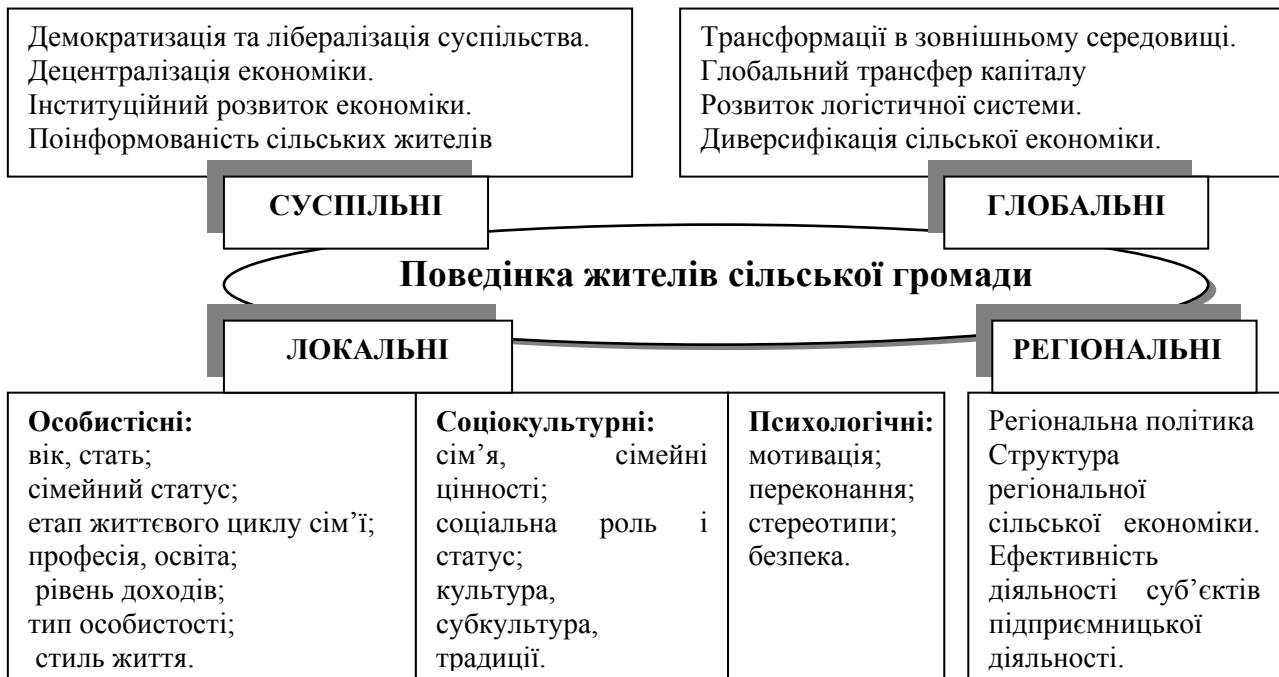 Демократизація та лібералізація суспільства.
Децентралізація економіки.
Інституційний розвиток економіки.
Поінформованість сільських жителів
Трансформації в зовнішньому середовищі.
Глобальний трансфер капіталу
Розвиток логістичної системи.
Диверсифікація сільської економіки.
СУСПІЛЬНІ
ГЛОБАЛЬНІ
Поведінка жителів сільської громади
ЛОКАЛЬНІ
РЕГІОНАЛЬНІ
Особистісні:
вік, стать;
сімейний статус;
етап життєвого циклу сім’ї;
професія, освіта;
рівень доходів;
тип особистості;
стиль життя.
Соціокультурні:
сім’я, сімейні
цінності;
соціальна роль і
статус;
культура,
субкультура,
традиції.
Психологічні:
мотивація;
переконання;
стереотипи;
безпека.
Регіональна політика
Структура
регіональної
сільської економіки.
Ефективність
діяльності суб’єктів
підприємницької
діяльності.